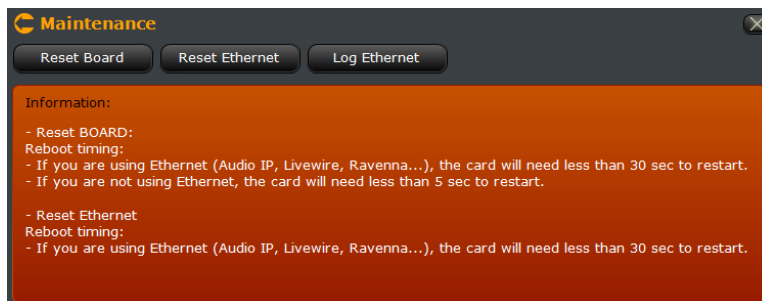 Maintenance
Reset Board Reset Ethernet Log Ethernet
Information:
- Reset BOARD:
Reboot timing:
- If you are using Ethernet (Audio IP, Livewire, Ravenna...), the card will need less than 30 sec to restart.
- If you are not using Ethernet, the card will need less than 5 sec to restart.
- Reset Ethernet
Reboot timing:
- If you are using Ethernet (Audio IP, Livewire, Ravenna...), the card will need less than 30 sec to restart.